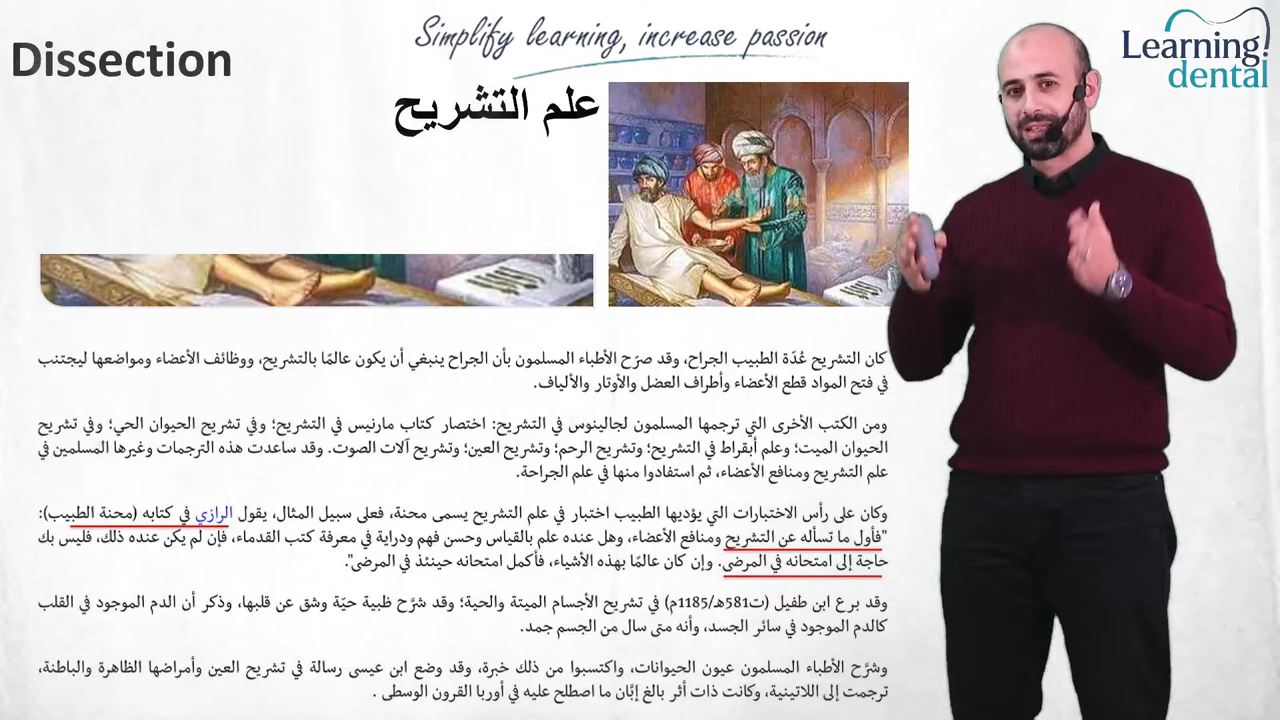 Simplify learning, increase passion
Learning!
dental
Dissection
علم التشريح
كان التشريح عُدّة الطبيب الجراح، وقد صرّح الأطباء المسلمون بأن الجراح ينبغي أن يكون عالمًا بالتشريح، ووظائف الأعضاء ومواضعها ليجتنب
في فتح المواد قطع الأعضاء وأطراف العضل والأوتار والألياف.
ومن الكتب الأخرى التي ترجمها المسلمون لجالينوس في التشريح: اختصار كتاب مارنيس في التشريح؛ وفي تشريح الحيوان الحي؛ وفي تشريح
الحيوان الميت؛ وعلم أبقراط في التشريح؛ وتشريح الرحم؛ وتشريح العين؛ وتشريح آلات الصوت. وقد ساعدت هذه الترجمات وغيرها المسلمين في
علم التشريح ومنافع الأعضاء، ثم استفادوا منها في علم الجراحة.
وكان على رأس الاختبارات التي يؤديها الطبيب اختبار في علم التشريح يسمى محنة، فعلى سبيل المثال، يقول الرازي في كتابه (محنة الطبيب):
"فأول ما تسأله عن التشريح ومنافع الأعضاء، وهل عنده علم بالقياس وحسن فهم ودراية في معرفة كتب القدماء، فإن لم يكن عنده ذلك، فليس بك
حاجة إلى امتحانه في المرضى. وإن كان عالمًا بهذه الأشياء، فأكمل امتحانه حينئذ في المرضى".
وقد برع ابن طفيل (ت581هـ/1185م) في تشريح الأجسام الميتة والحية؛ وقد شرَّح ظبية حيّة وشق عن قلبها، وذكر أن الدم الموجود في القلب
كالدم الموجود في سائر الجسد، وأنه متى سال من الجسم جمد.
وشرَّح الأطباء المسلمون عيون الحيوانات، واكتسبوا من ذلك خبرة، وقد وضع ابن عيسى رسالة في تشريح العين وأمراضها الظاهرة والباطنة،
ترجمت إلى اللاتينية، وكانت ذات أثر بالغ إبَّان ما اصطلح عليه في أوربا القرون الوسطى .